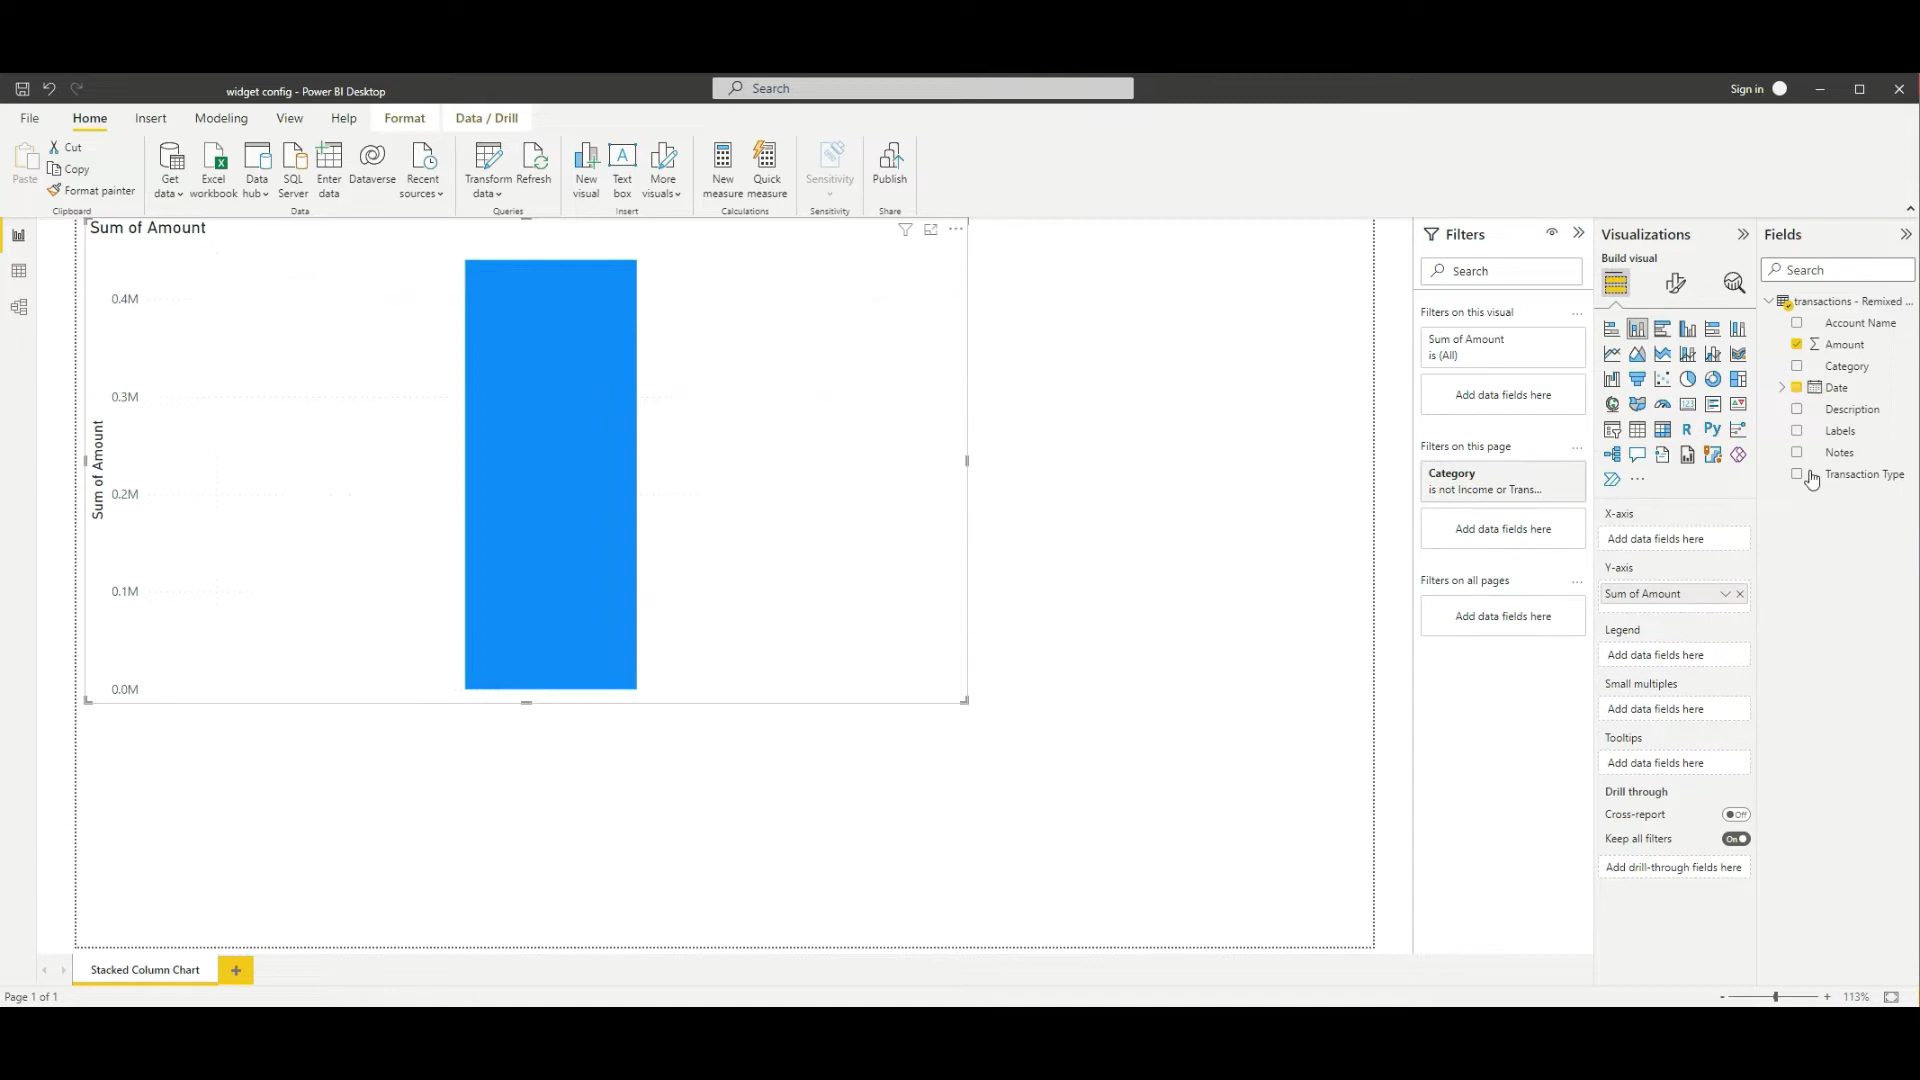 widget config - Power BI Desktop
Search
Sign in
File
Home
Insert
Modeling
View
Help
Format
Data / Drill
Paste
Cut
Copy
Format painter
Clipboard
Get data
Excel workbook
Data hub
SQL Server
Enter data
Dataverse
Recent sources
Data
Transform data
Refresh
Queries
New visual
Text box
More visuals
Insert
New measure
Quick measure
Calculations
Sensitivity
Sensitivity
Publish
Share
Sum of Amount
0.4M
0.3M
0.2M
0.1M
0.0M
Sum of Amount
Filters
Search
Filters on this visual
Sum of Amount
is (All)
Add data fields here
Filters on this page
Category
is not Income or Trans...
Add data fields here
Filters on all pages
Add data fields here
Visualizations
Build visual
123
R
Py
X-axis
Add data fields here
Y-axis
Sum of Amount
Legend
Add data fields here
Small multiples
Add data fields here
Tooltips
Add data fields here
Drill through
Cross-report
Off
Keep all filters
On
Add drill-through fields here
Fields
Search
transactions - Remixed ...
Account Name
Amount
Category
Date
Description
Labels
Notes
Transaction Type
Stacked Column Chart
Page 1 of 1
113%